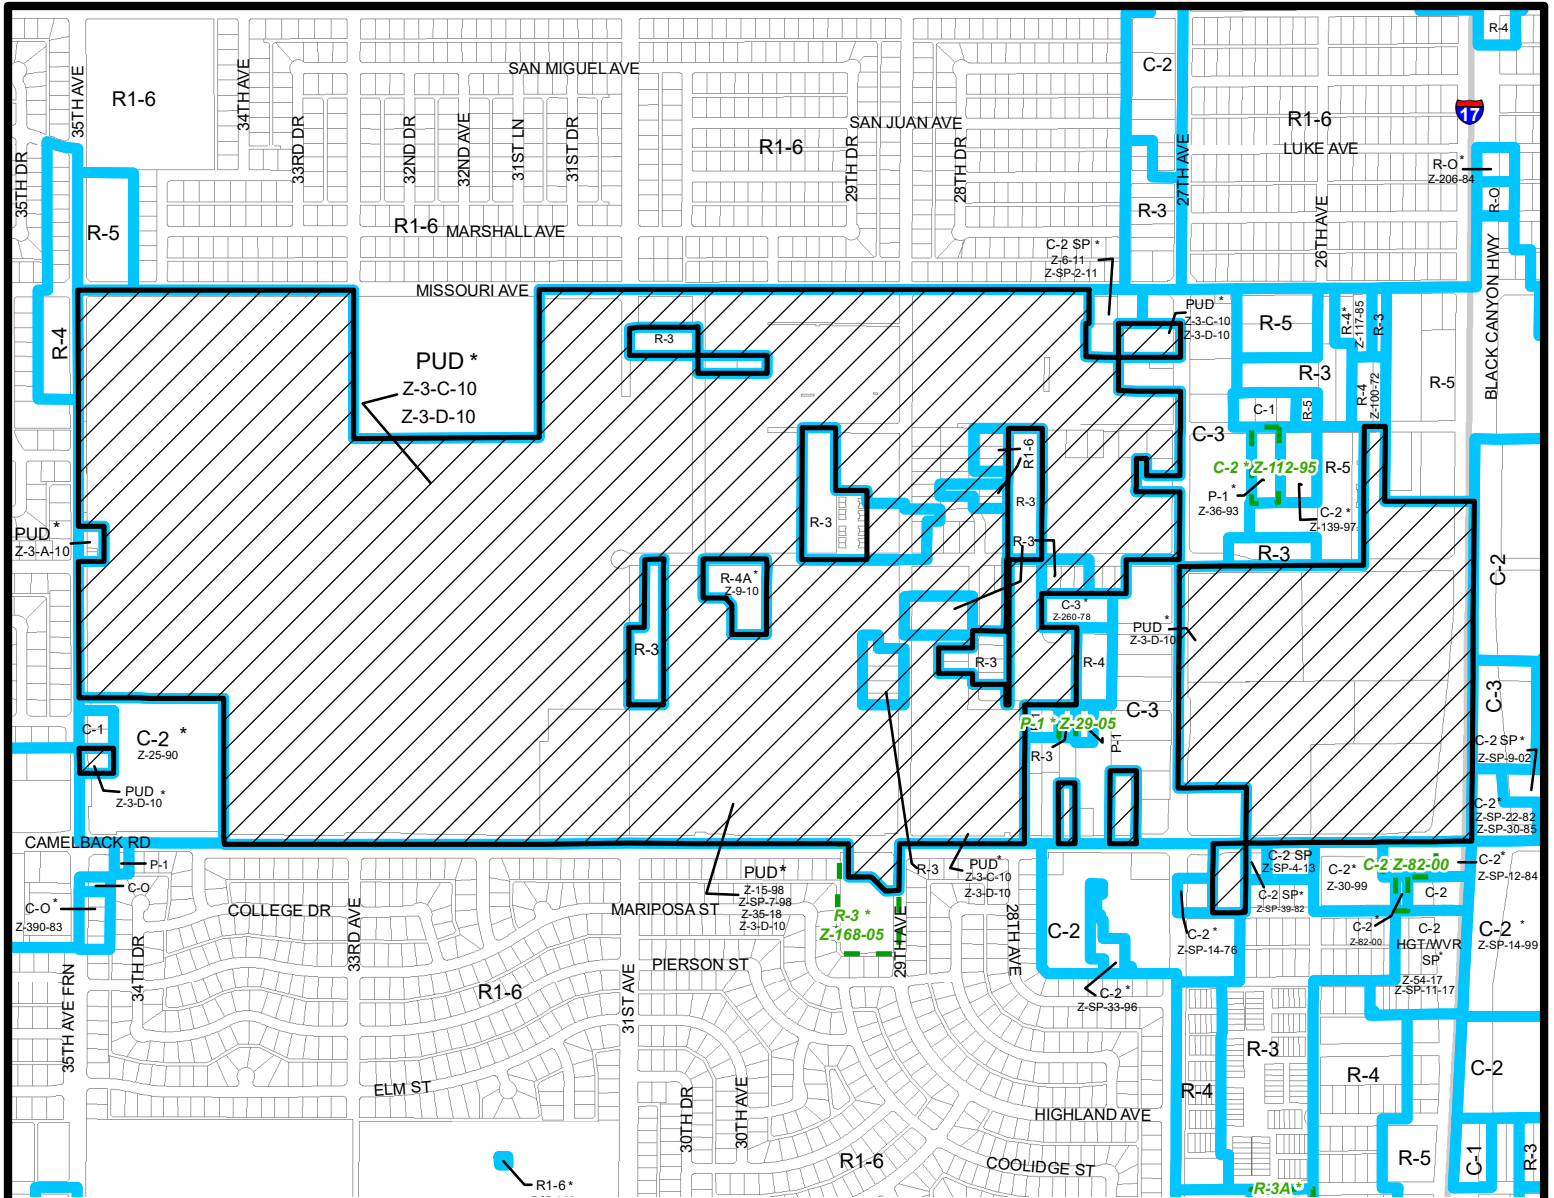 R-4
C-2
SAN MIGUEL AVE
35TH AVE
34TH AVE
R1-6
17
33RD DR
32ND DR
32ND AVE
31ST LN
31ST DR
SAN JUAN AVE
R1-6
29TH DR
28TH DR
27TH AVE
R1-6
LUKE AVE
35TH DR
R-O *
Z-206-84
R-O
R-5
R1-6
MARSHALL AVE
R-3
26TH AVE
C-2 SP *
Z-6-11
Z-SP-2-11
BLACK CANYON HWY
MISSOURI AVE
PUD *
Z-3-C-10
Z-3-D-10
R-5
R-4*
Z-117-85
R-3
R-4
R-3
PUD *
Z-3-C-10
Z-3-D-10
R-3
R-4
Z-100-72
R-5
C-1
R-5
C-3
R1-6
C-2 * Z-112-95
R-5
P-1 *
Z-36-93
C-2 *
Z-139-97
R-3
R-3
PUD *
Z-3-A-10
R-3
R-3
C-2
R-4A *
Z-9-10
C-3 *
Z-260-78
PUD *
Z-3-D-10
R-3
R-3
R-4
C-3
C-3
P-1 * Z-29-05
P-1
R-3
C-1
C-2 *
Z-25-90
C-2 SP *
Z-SP-9-02
PUD *
Z-3-D-10
C-2 *
Z-SP-22-82
Z-SP-30-85
CAMELBACK RD
P-1
C-O
C-O *
Z-390-83
COLLEGE DR
34TH DR
33RD AVE
PUD *
Z-15-98
Z-SP-7-98
Z-35-18
Z-3-D-10
MARIPOSA ST
R-3 *
Z-168-05
R-3
PUD *
Z-3-C-10
Z-3-D-10
29TH AVE
28TH AVE
C-2
C-2 SP
Z-SP-4-13
C-2 SP*
Z-SP-39-82
C-2 *
Z-30-99
C-2 Z-82-00
C-2 *
Z-SP-12-84
C-2
C-2 *
Z-82-00
C-2
HGT/WVR
SP*
Z-54-17
Z-SP-11-17
C-2 *
Z-SP-14-99
C-2 *
Z-SP-14-76
PIERSON ST
C-2 *
Z-SP-33-96
35TH AVE FRN
R1-6
31ST AVE
R-3
R-4
R-4
C-2
ELM ST
30TH DR
30TH AVE
HIGHLAND AVE
R1-6
COOLIDGE ST
R-5
C-1
R-3
R1-6 *
R-3A *